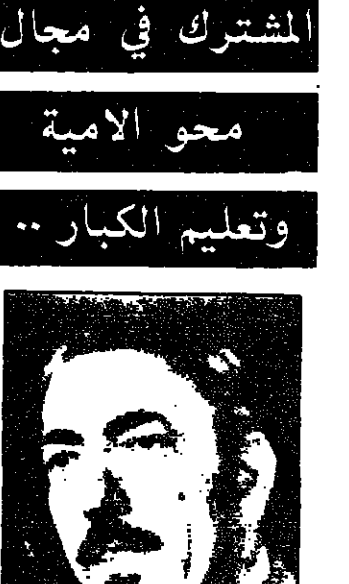 المشترك في مجال
محو الامية
وتعليم الكبار ..